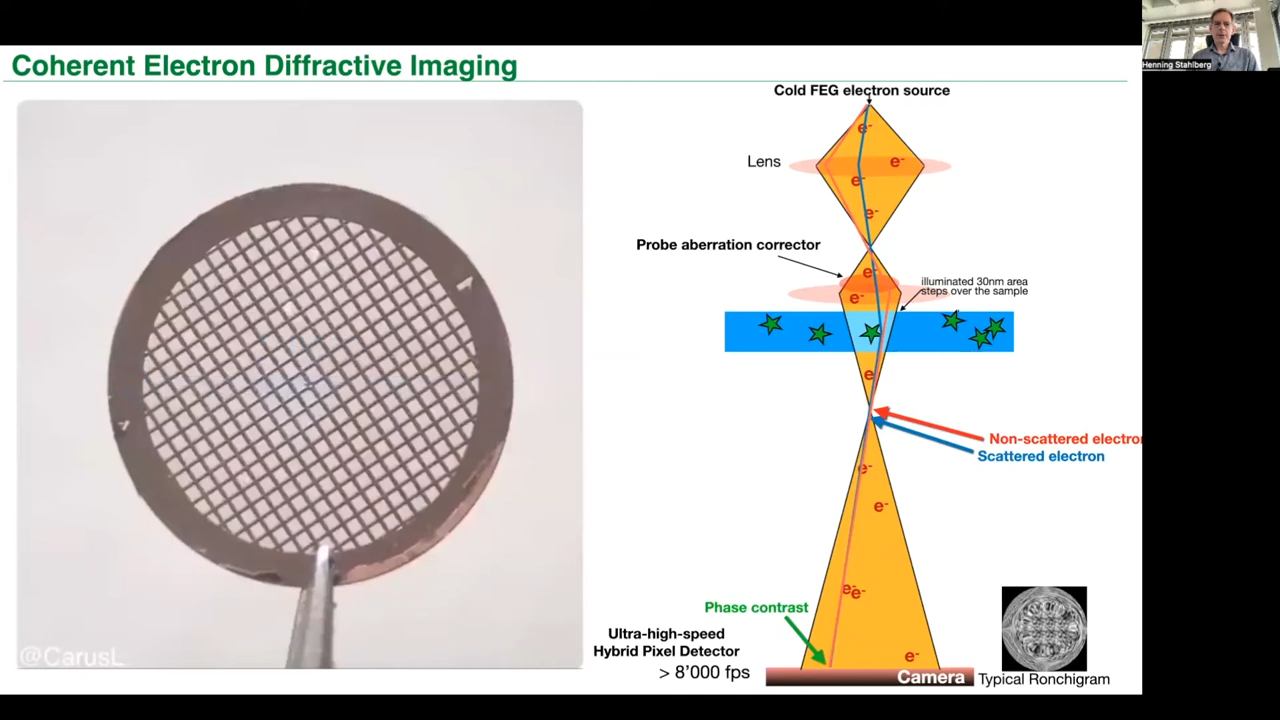 Coherent Electron Diffractive Imaging
Henning Stahlberg
Cold FEG electron source
e-
Lens
e-
e-
e-
Probe aberration corrector
e-
illuminated 30nm area
steps over the sample
e-
e
Non-scattered electron
Scattered electron
e-
e-
e-e-
Phase contrast
Ultra-high-speed
Hybrid Pixel Detector
> 8'000 fps
e-
Camera
Typical Ronchigram
@CarusL